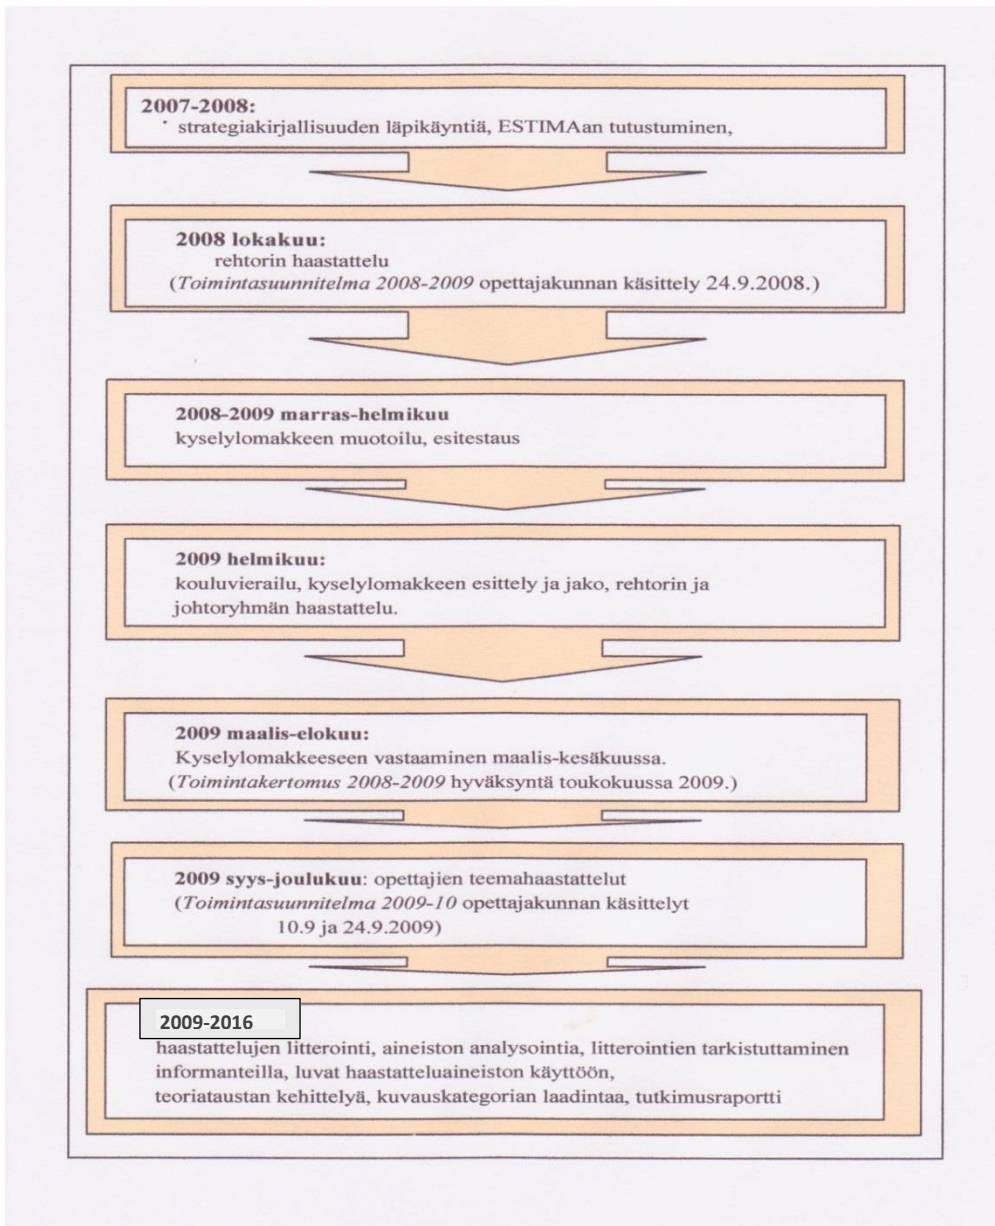 2007-2008:
strategiakirjallisuuden läpikäyntiä, ESTIMAan tutustuminen,
2008 lokakuu:
rehtorin haastattelu
(Toimintasuunnitelma 2008-2009 opettajakunnan käsittely 24.9.2008.)
2008-2009 marras-helmikuu
kyselylomakkeen muotoilu, esitestaus
2009 helmikuu:
kouluvierailu, kyselylomakkeen esittely ja jako, rehtorin ja
johtoryhmän haastattelu.
2009 maalis-elokuu:
Kyselylomakkeeseen vastaaminen maalis-kesäkuussa.
(Toimintakertomus 2008-2009 hyväksyntä toukokuussa 2009.)
2009 syys-joulukuu: opettajien teemahaastattelut
(Toimintasuunnitelma 2009-10 opettajakunnan käsittelyt
10.9 ja 24.9.2009)
2009-2016
haastattelujen litterointi, aineiston analysointia, litterointien tarkistuttaminen
informanteilla, luvat haastatteluaineiston käyttöön,
teoriataustan kehittelyä, kuvauskategorian laadintaa, tutkimusraportti